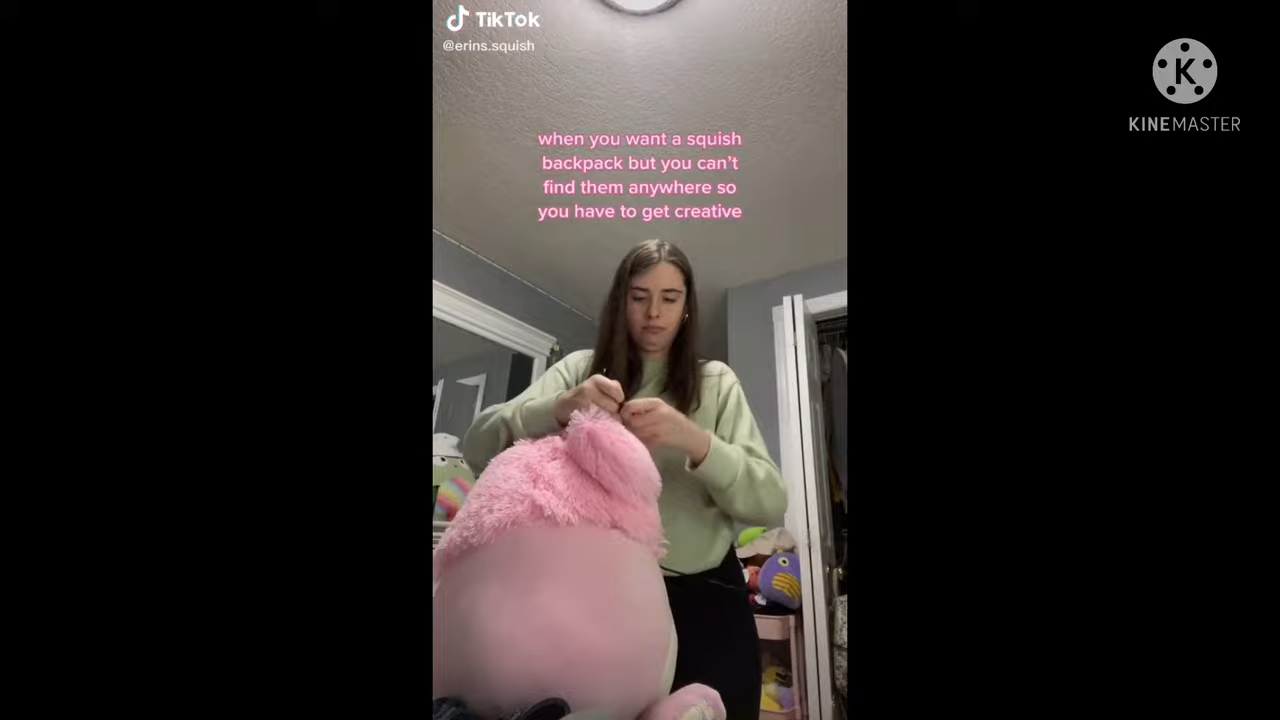 TikTok
@erins.squish
when you want a squish
backpack but you can't
find them anywhere so
you have to get creative
K
KINEMASTER